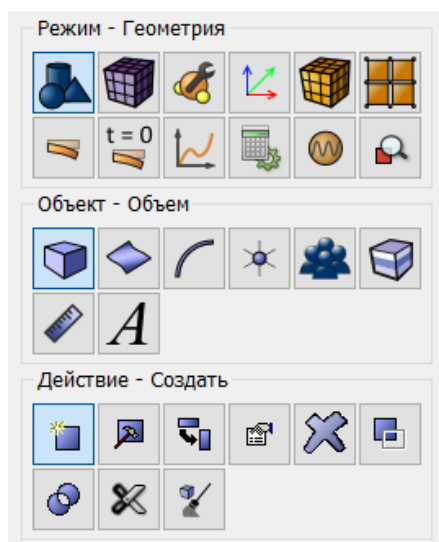 Режим - Геометрия
t = 0
Объект - Объем
A
Действие - Создать